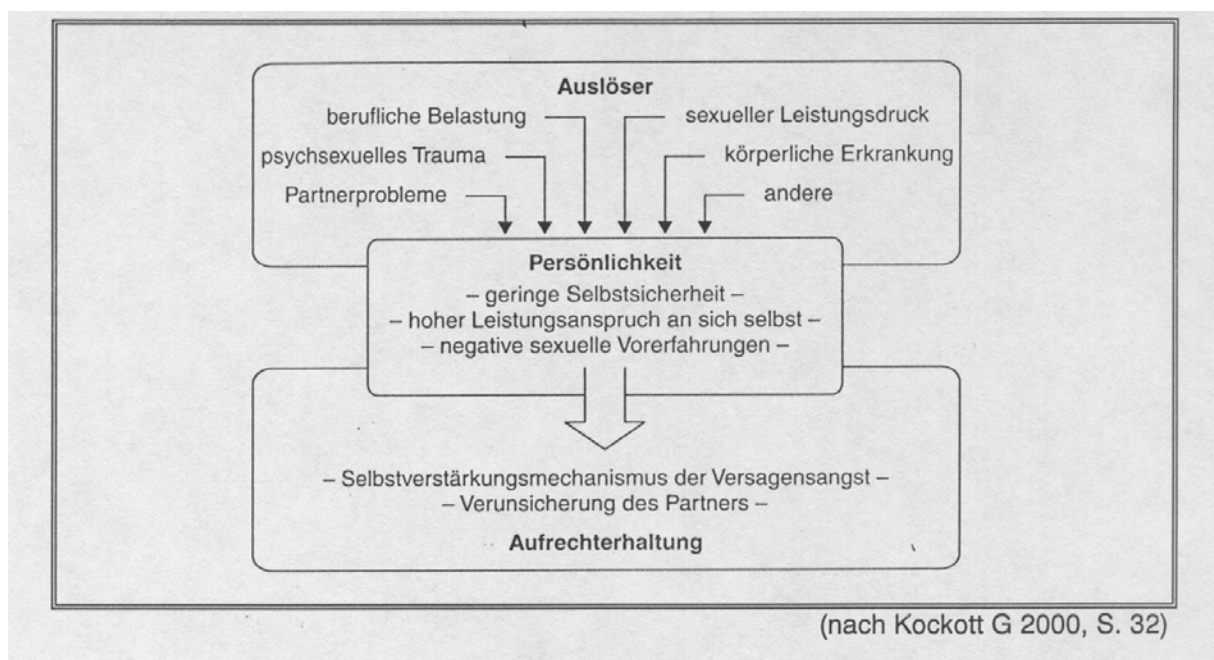 Auslöser
berufliche Belastung
sexueller Leistungsdruck
psychsexuelles Trauma
körperliche Erkrankung
Partnerprobleme
andere
Persönlichkeit
– geringe Selbstsicherheit –
– hoher Leistungsanspruch an sich selbst –
– negative sexuelle Vorerfahrungen –
– Selbstverstärkungsmechanismus der Versagensangst –
– Verunsicherung des Partners –
Aufrechterhaltung
(nach Kockott G 2000, S. 32)